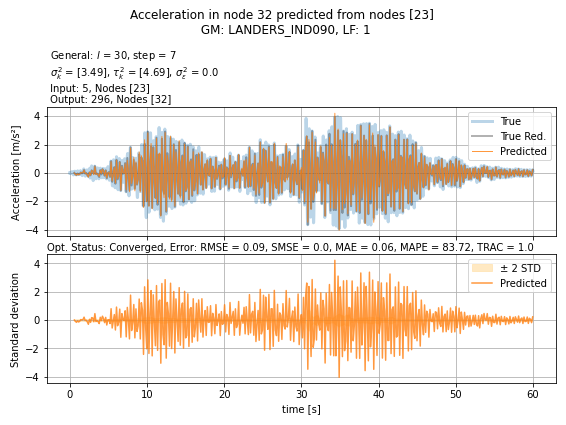 Acceleration in node 32 predicted from nodes [23]
GM: LANDERS_IND090, LF: 1
General: l = 30, step = 7
σ²ₖ = [3.49], τ²ₖ = [4.69], σ²ε = 0.0
Input: 5, Nodes [23]
Output: 296, Nodes [32]
Acceleration [m/s²]
4
2
0
−2
−4
True
True Red.
Predicted
Opt. Status: Converged, Error: RMSE = 0.09, SMSE = 0.0, MAE = 0.06, MAPE = 83.72, TRAC = 1.0
Standard deviation
4
2
0
−2
−4
± 2 STD
Predicted
0 10 20 30 40 50 60
time [s]